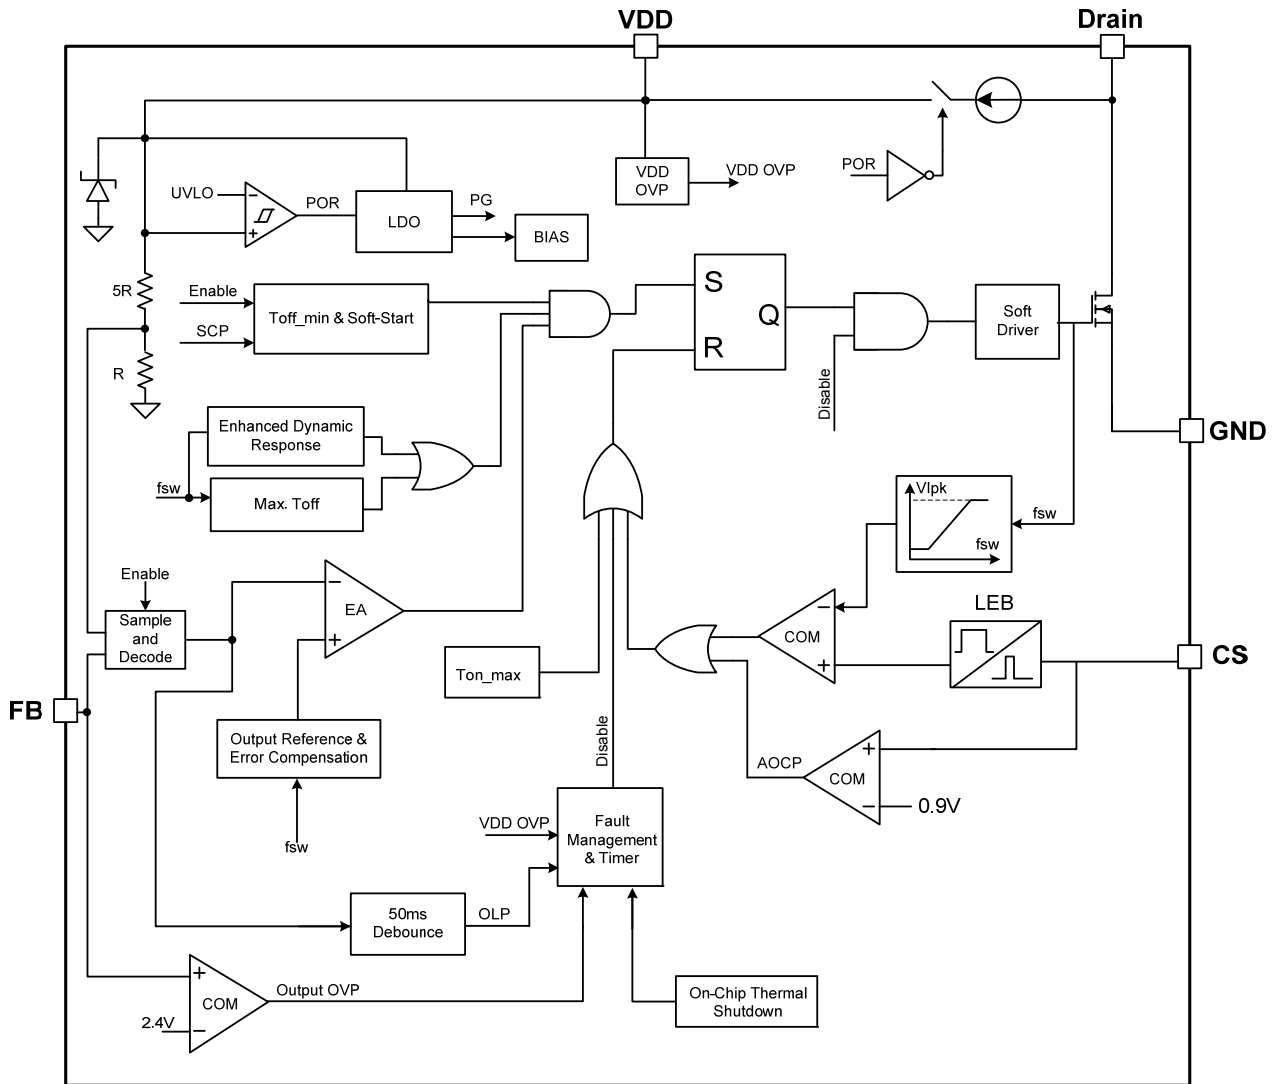 VDD
Drain
UVLO
POR
LDO
PG
BIAS
VDD
OVP
VDD OVP
POR
5R
R
Enable
SCP
Toff_min & Soft-Start
S
R
Q
Disable
Soft
Driver
GND
Enhanced Dynamic
Response
fsw
Max. Toff
VIpk
fsw
fsw
Enable
Sample
and
Decode
EA
FB
Output Reference &
Error Compensation
fsw
Ton_max
COM
LEB
CS
AOCP
COM
0.9V
Disable
VDD OVP
Fault
Management
& Timer
50ms
Debounce
OLP
COM
2.4V
Output OVP
On-Chip Thermal
Shutdown